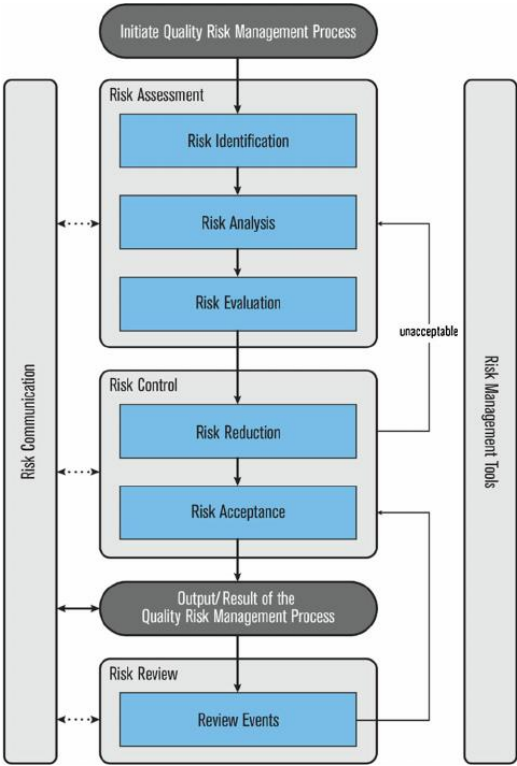 Initiate Quality Risk Management Process
Risk Assessment
Risk Identification
Risk Analysis
Risk Evaluation
unacceptable
Risk Communication
Risk Management Tools
Risk Control
Risk Reduction
Risk Acceptance
Output/Result of the
Quality Risk Management Process
Risk Review
Review Events